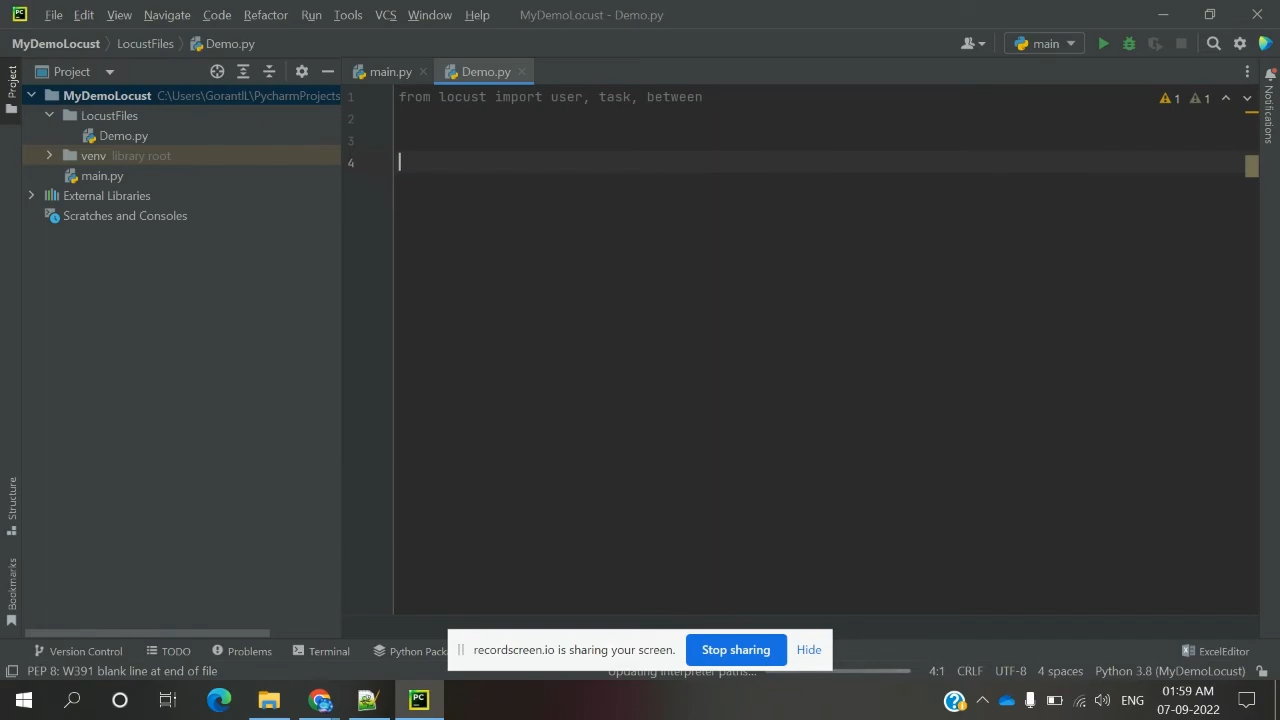 File Edit View Navigate Code Refactor Run Tools VCS Window Help MyDemoLocust - Demo.py
MyDemoLocust LocustFiles Demo.py main
Project main.py Demo.py
Project
MyDemoLocust C:\Users\GorantlL\PycharmProjects
LocustFiles
Demo.py
venv library root
main.py
External Libraries
Scratches and Consoles
1 from locust import user, task, between
2
3
4
1 1
Notifications
Structure
Bookmarks
recordscreen.io is sharing your screen. Stop sharing Hide
Version Control TODO Problems Terminal Python Pack ExcelEditor
PEP 8: W391 blank line at end of file Updating interpreter paths... 4:1 CRLF UTF-8 4 spaces Python 3.8 (MyDemoLocust)
ENG 01:59 AM
07-09-2022